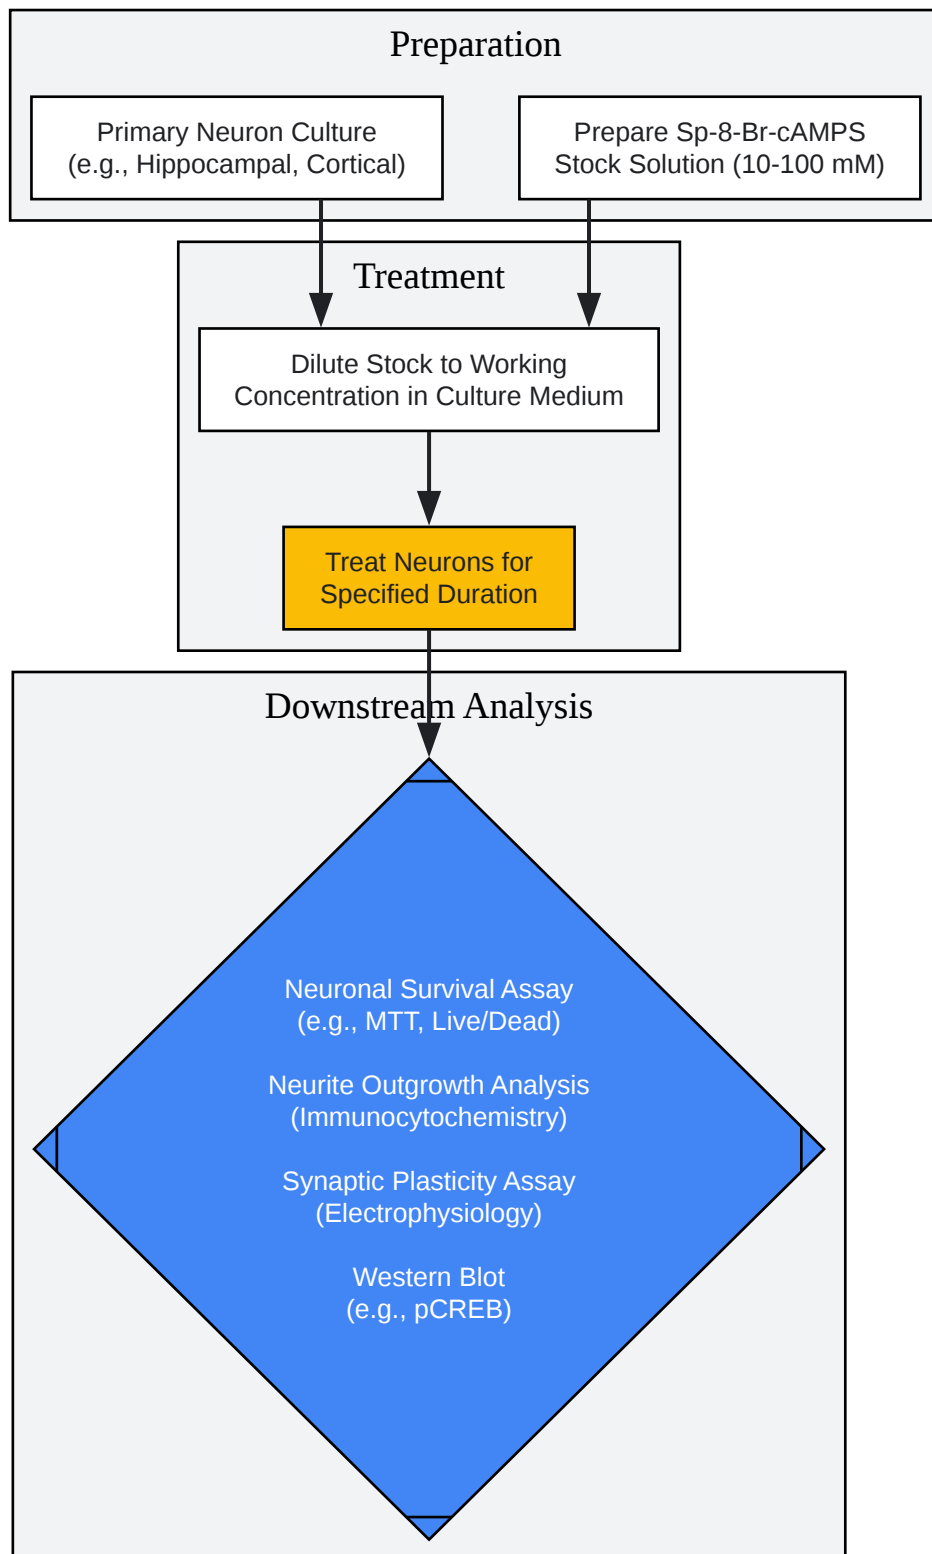 Preparation
Primary Neuron Culture
(e.g., Hippocampal, Cortical)
Prepare Sp-8-Br-cAMPS
Stock Solution (10-100 mM)
Treatment
Dilute Stock to Working
Concentration in Culture Medium
Treat Neurons for
Specified Duration
Downstream Analysis
Neuronal Survival Assay
(e.g., MTT, Live/Dead)
Neurite Outgrowth Analysis
(Immunocytochemistry)
Synaptic Plasticity Assay
(Electrophysiology)
Western Blot
(e.g., pCREB)